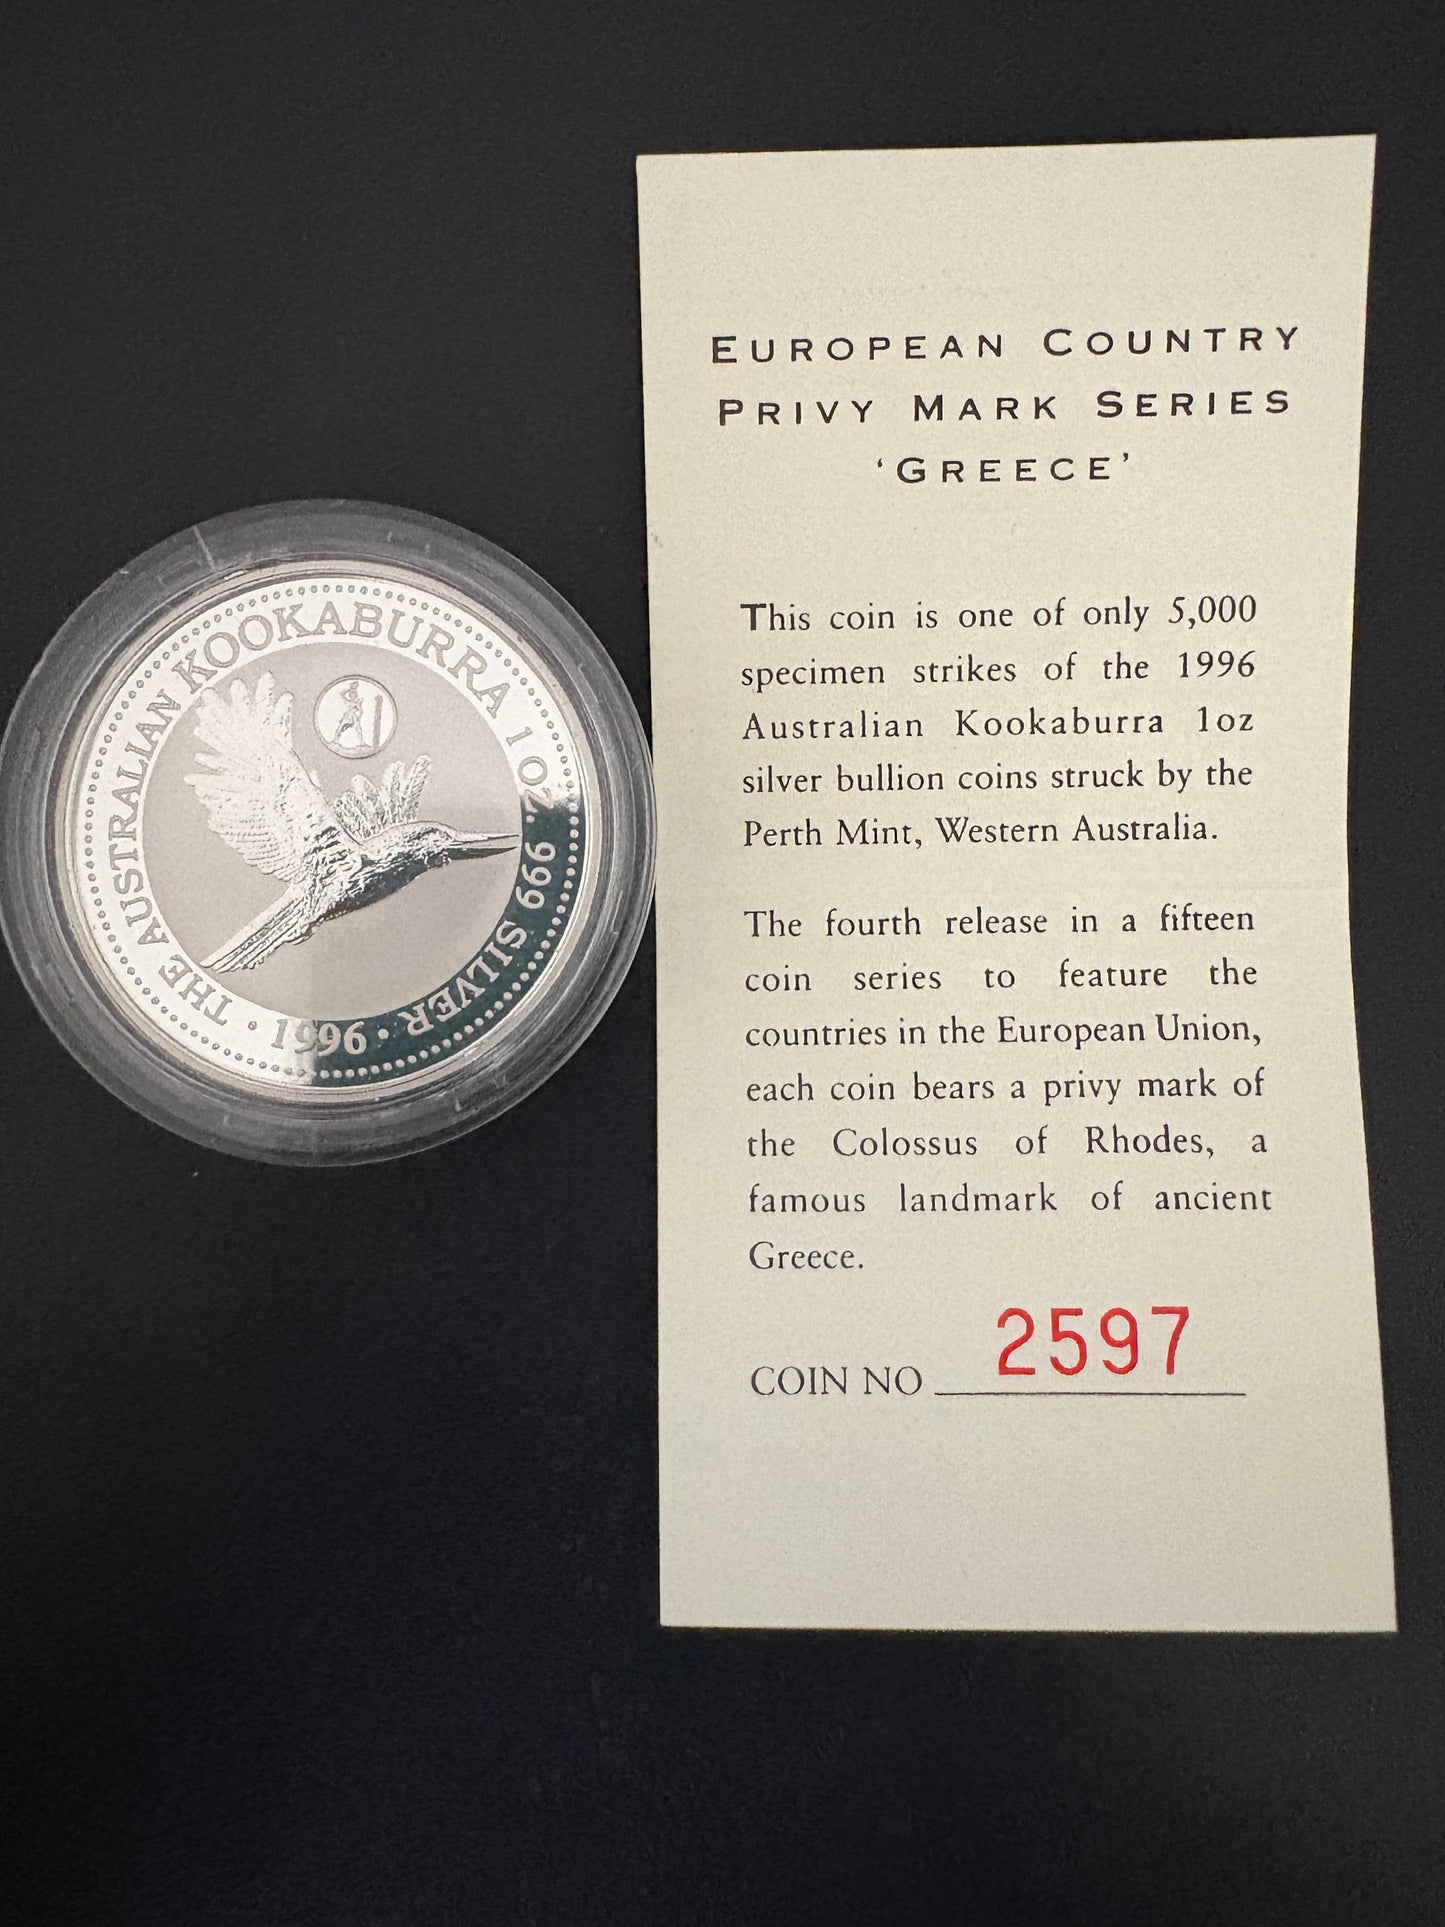 THE AUSTRALIAN KOOKABURRA 1 OZ. 999 SILVER
· 1996 ·
EUROPEAN COUNTRY
PRIVY MARK SERIES
‘GREECE’
This coin is one of only 5,000
specimen strikes of the 1996
Australian Kookaburra 1oz
silver bullion coins struck by the
Perth Mint, Western Australia.
The fourth release in a fifteen
coin series to feature the
countries in the European Union,
each coin bears a privy mark of
the Colossus of Rhodes, a
famous landmark of ancient
Greece.
COIN NO 2597